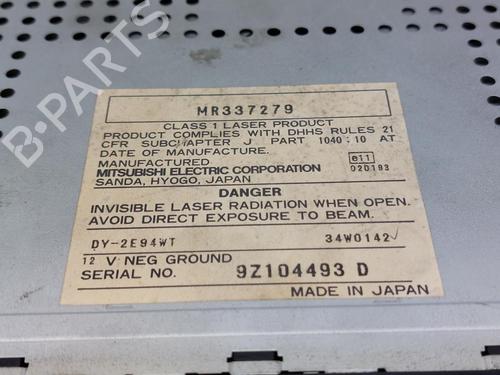 MR337279
CLASS 1 LASER PRODUCT
PRODUCT COMPLIES WITH DHHS RULES 21
CFR SUBCHAPTER J, PART 1040:10 AT
DATE OF MANUFACTURE.
MANUFACTURED
e11
MITSUBISHI ELECTRIC CORPORATION
020193
SANDA, HYOGO, JAPAN
DANGER
INVISIBLE LASER RADIATION WHEN OPEN.
AVOID DIRECT EXPOSURE TO BEAM.
DY-2E94WT 34W0142
12 V NEG GROUND
SERIAL NO. 9Z104493 D
MADE IN JAPAN
B-PARTS